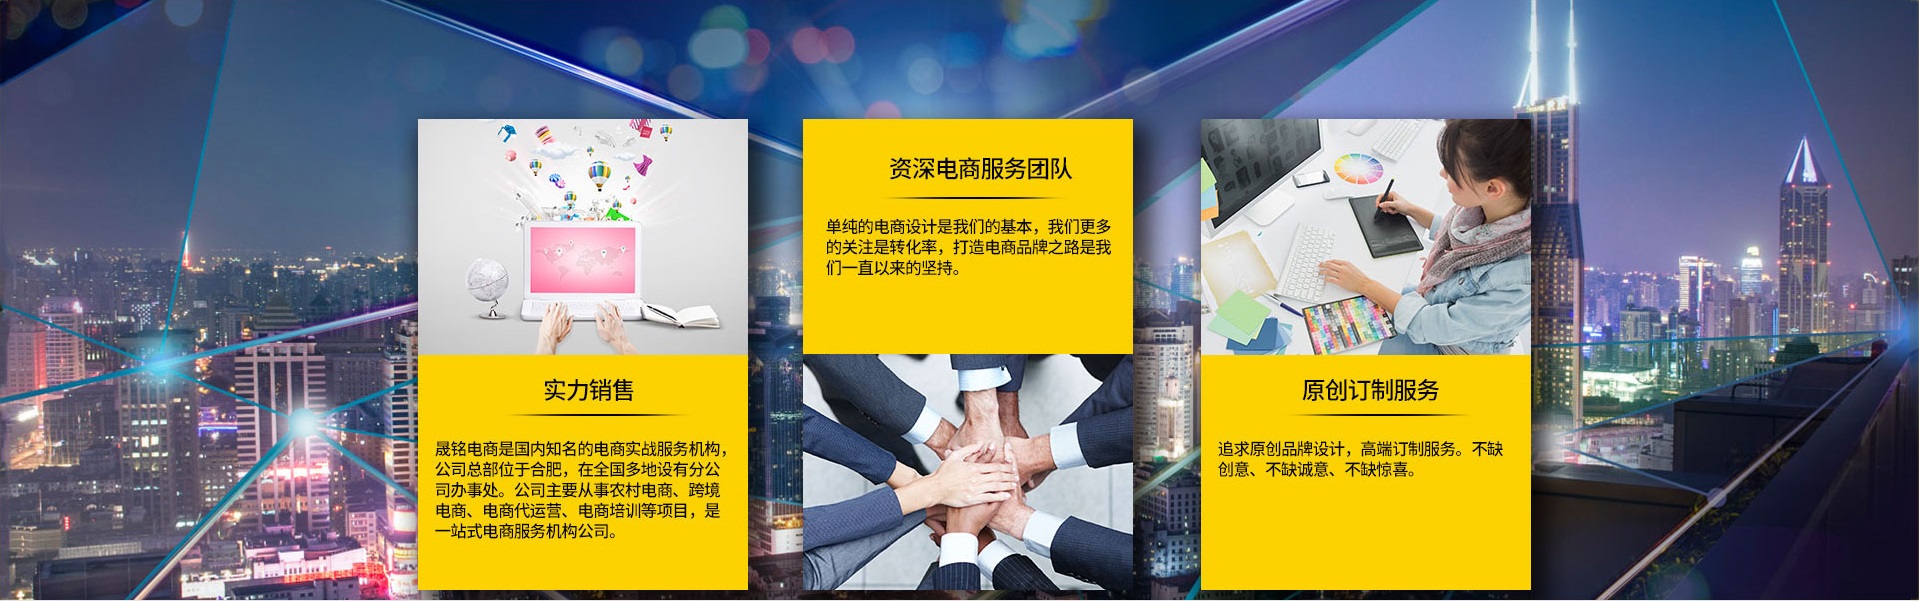 资深电商服务团队
单纯的电商设计是我们的基本，我们更多
的关注是转化率，打造电商品牌之路是我
们一直以来的坚持。
实力销售
晟铭电商是国内知名的电商实战服务机构，
公司总部位于合肥，在全国多地设有分公
司办事处。公司主要从事农村电商、跨境
电商、电商代运营、电商培训等项目，是
一站式电商服务机构公司。
原创订制服务
追求原创品牌设计，高端订制服务。不缺
创意、不缺诚意、不缺惊喜。